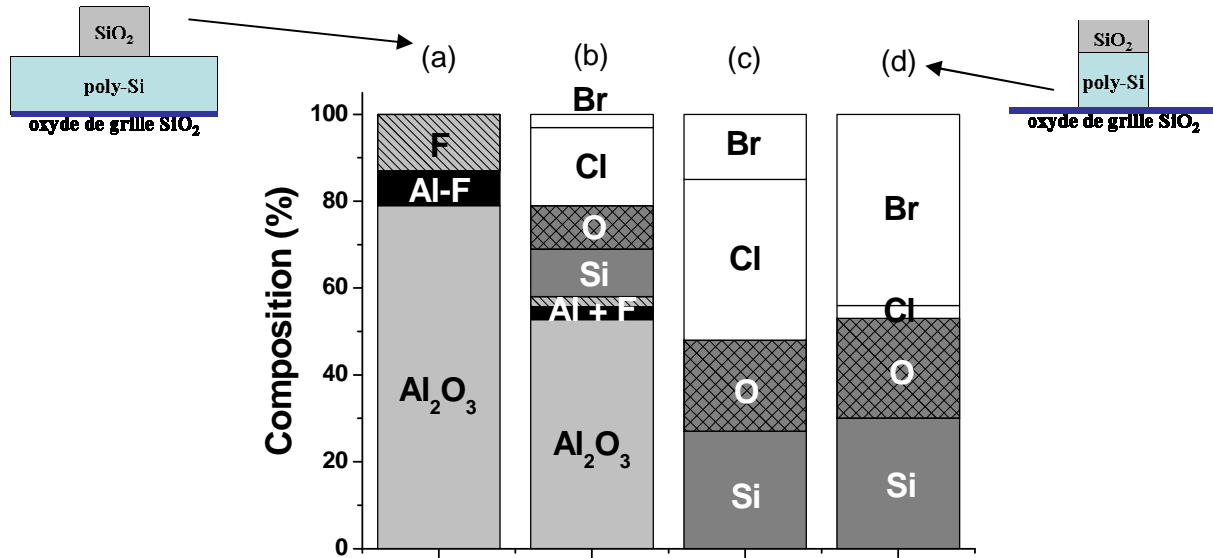 SiO₂
poly-Si
oxyde de grille SiO₂
(a) (b) (c) (d)
SiO₂
poly-Si
oxyde de grille SiO₂
Composition (%)
100
80
60
40
20
0
F
Al-F
Al₂O₃
Br
Cl
O
Si
Al + F
Al₂O₃
Br
Cl
O
Si
Br
Cl
O
Si